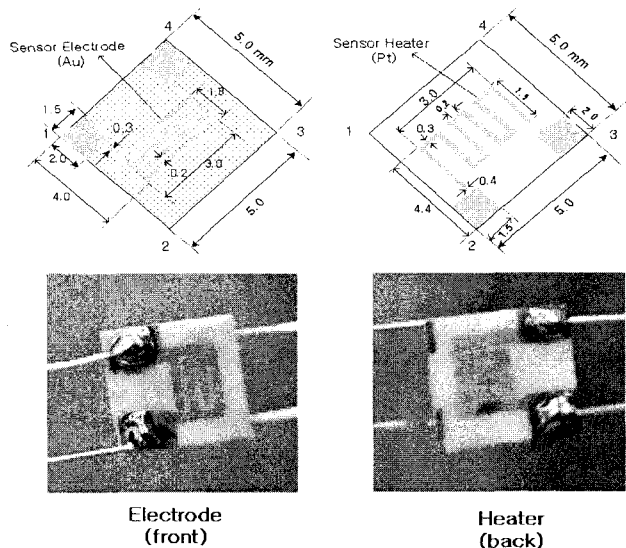 4
Sensor Electrode
(Au)
5.0 mm
1.5
1.8
1
0.3
3
2.0
3.0
0.2
4.0
5.0
2
4
Sensor Heater
(Pt)
5.0 mm
3.0
0.2
1.5
2.0
1
3
0.3
0.4
4.4
5.0
1.5
2
Electrode
(front)
Heater
(back)